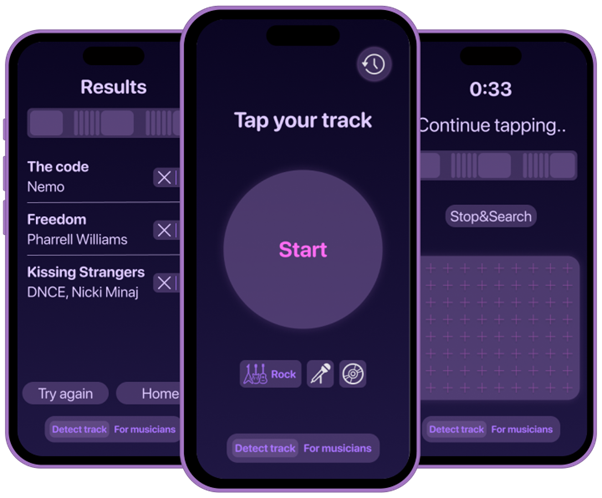 Results
The code
Nemo
Freedom
Pharrell Williams
Kissing Strangers
DNCE, Nicki Minaj
Try again
Home
Detect track
For musicians
Tap your track
Start
Rock
Detect track
For musicians
0:33
Continue tapping..
Stop&Search
Detect track
For musicians